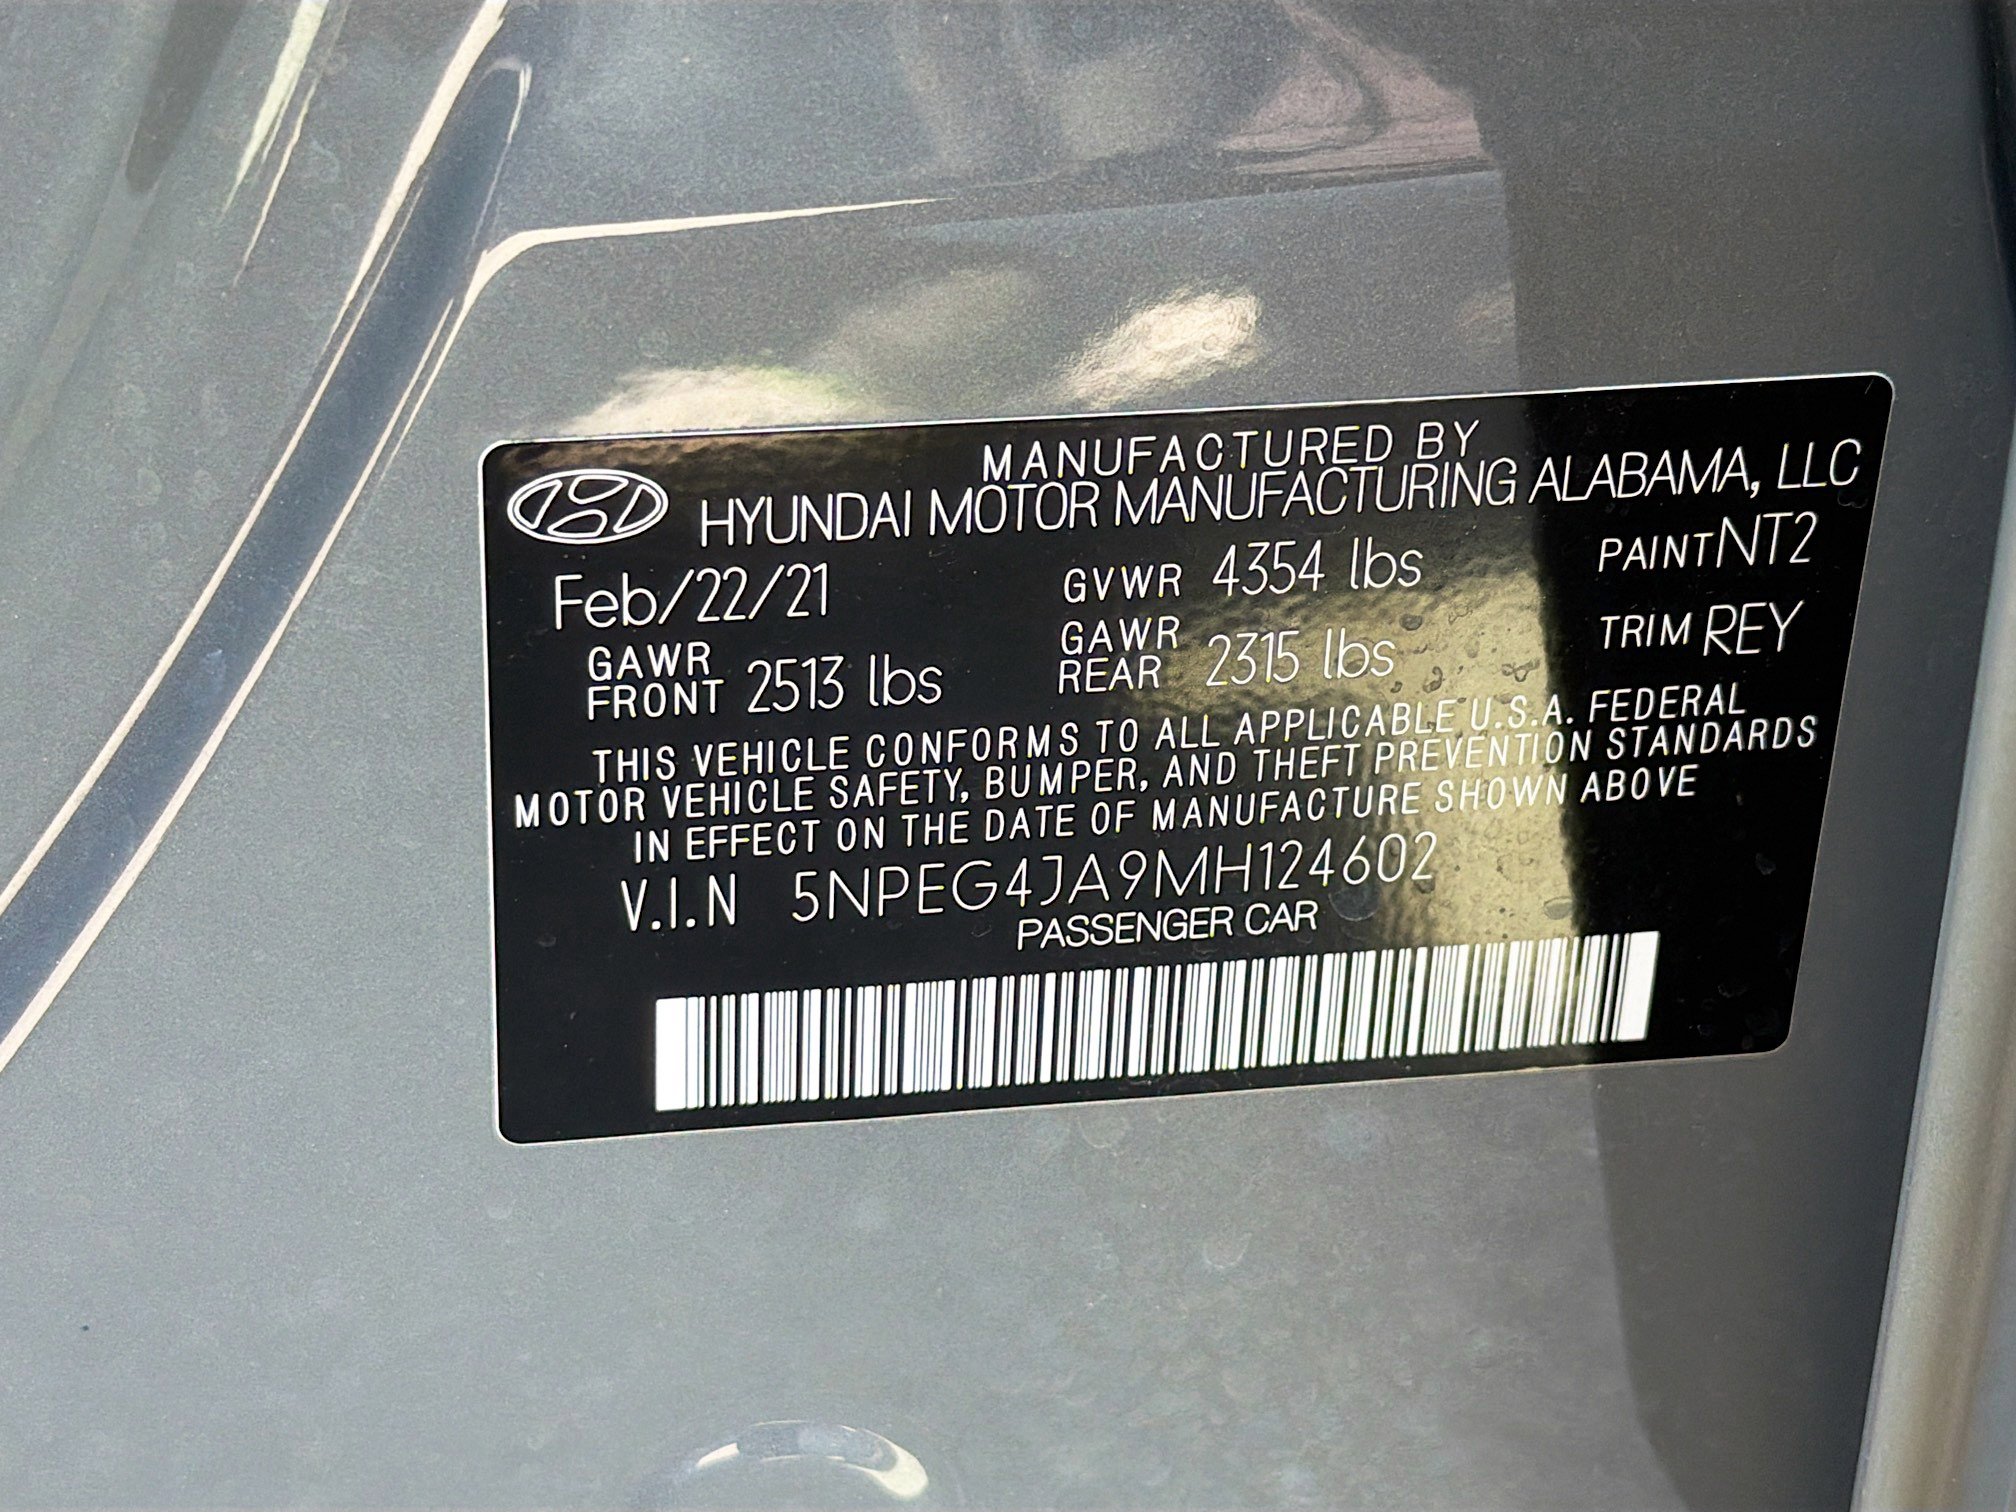 MANUFACTURED BY
HYUNDAI MOTOR MANUFACTURING ALABAMA, LLC
Feb/22/21 GVWR 4354 lbs PAINT NT2
GAWR FRONT 2513 lbs GAWR REAR 2315 lbs TRIM REY
THIS VEHICLE CONFORMS TO ALL APPLICABLE U.S.A. FEDERAL
MOTOR VEHICLE SAFETY, BUMPER, AND THEFT PREVENTION STANDARDS
IN EFFECT ON THE DATE OF MANUFACTURE SHOWN ABOVE
V.I.N 5NPEG4JA9MH124602
PASSENGER CAR